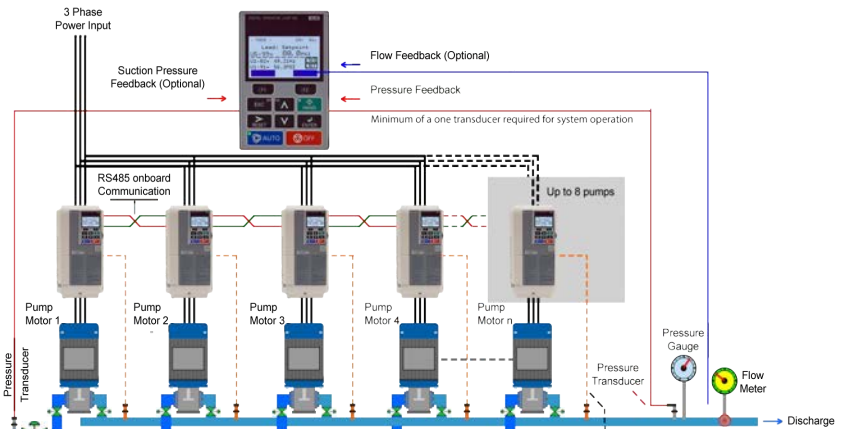 3 Phase
Power Input
Suction Pressure
Feedback (Optional)
Flow Feedback (Optional)
Pressure Feedback
Minimum of a one transducer required for system operation
AUTO
OFF
RS485 onboard
Communication
Up to 8 pumps
Pump
Motor 1
Pump
Motor 2
Pump
Motor 3
Pump
Motor 4
Pump
Motor n
Pressure
Transducer
Pressure
Transducer
Pressure
Gauge
Flow
Meter
Discharge